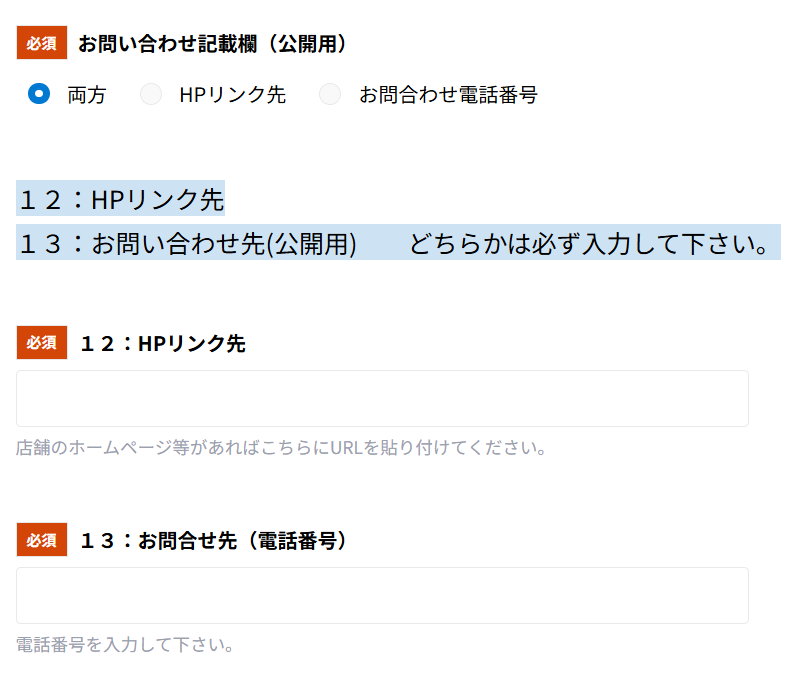 必須 お問い合わせ記載欄（公開用）
両方 HPリンク先 お問合わせ電話番号
１２：HPリンク先
１３：お問い合わせ先(公開用)　　どちらかは必ず入力して下さい。
必須 １２：HPリンク先
店舗のホームページ等があればこちらにURLを貼り付けてください。
必須 １３：お問合せ先（電話番号）
電話番号を入力して下さい。